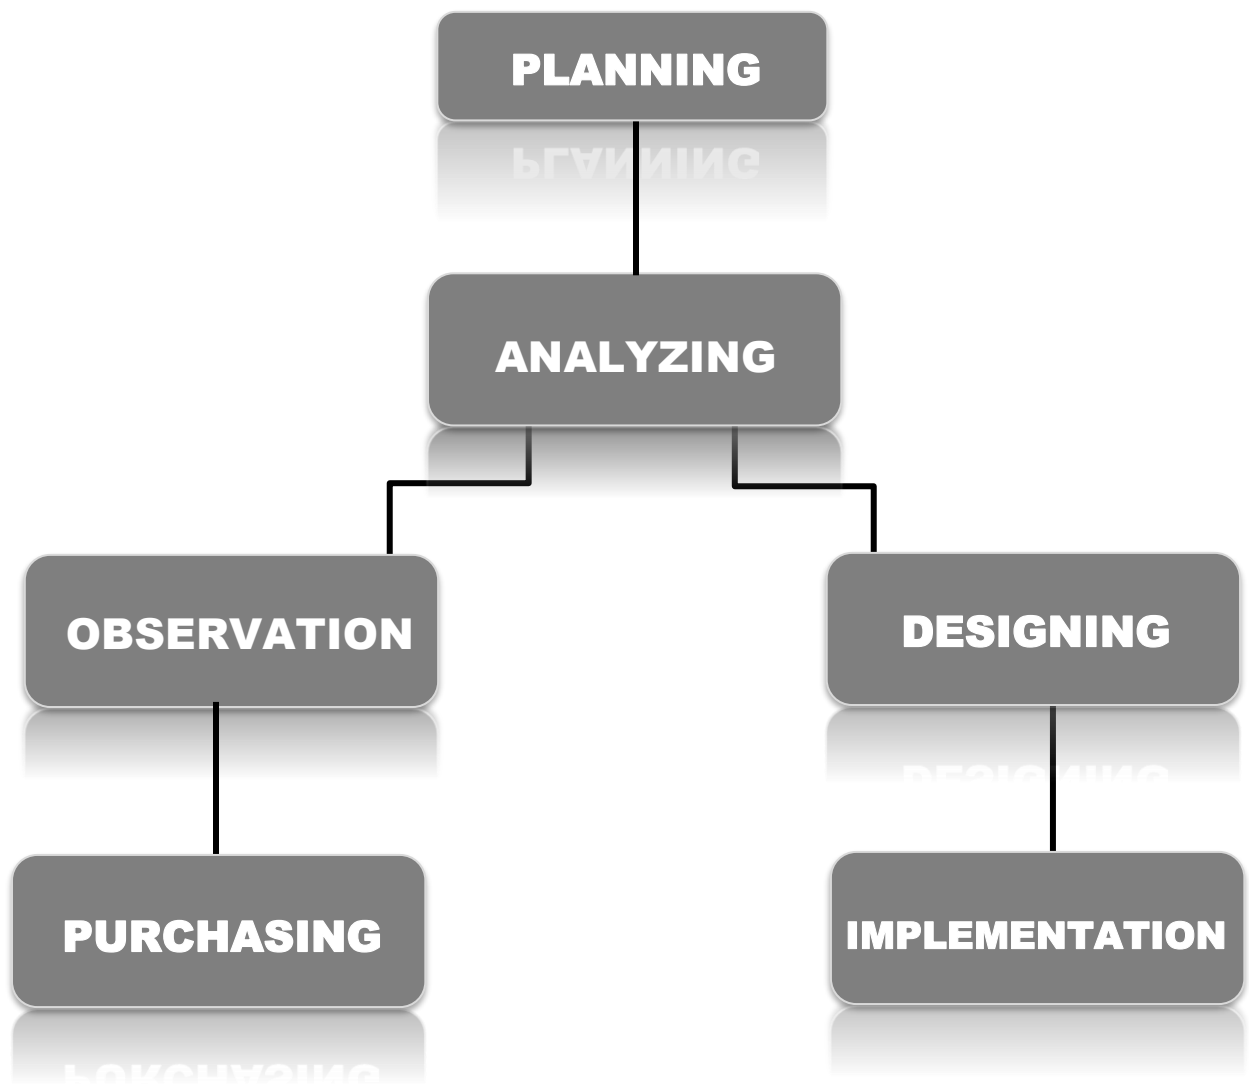 PLANNING
ANALYZING
OBSERVATION
DESIGNING
PURCHASING
IMPLEMENTATION